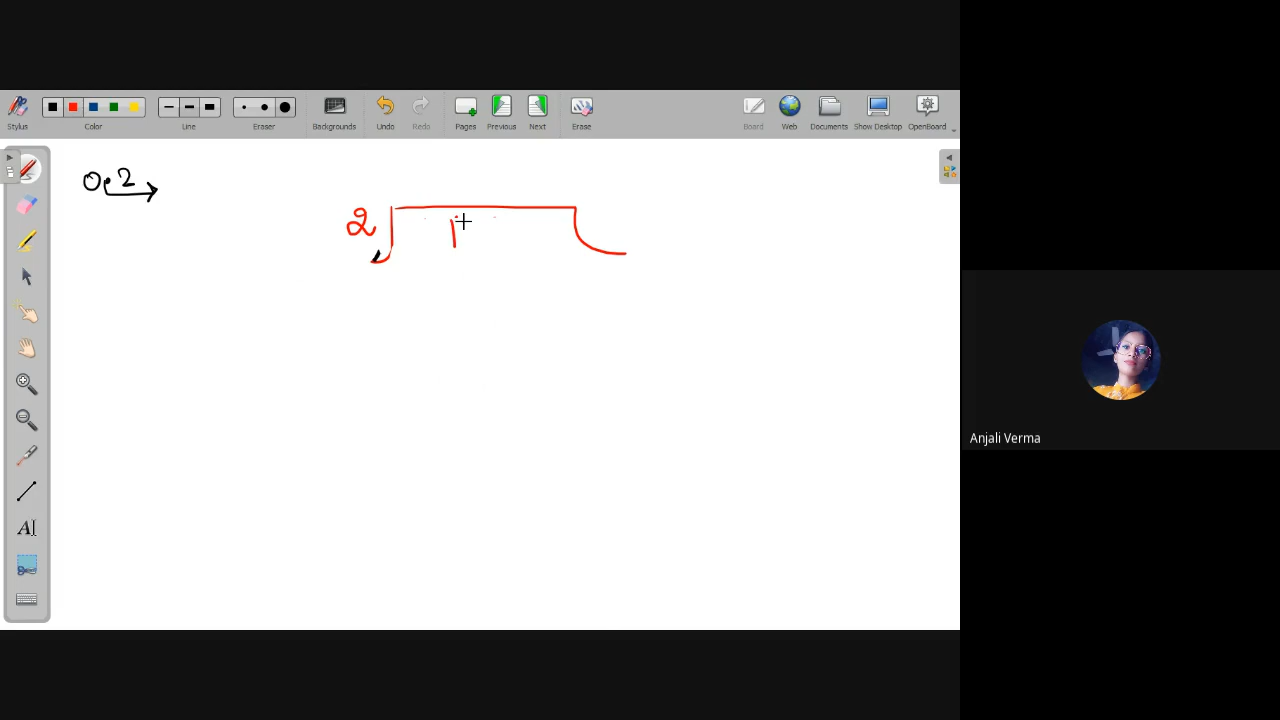 Stylus Color Line Eraser Backgrounds Undo Redo Pages Previous Next Erase Board Web Documents Show Desktop OpenBoard
0.2
2
Anjali Verma